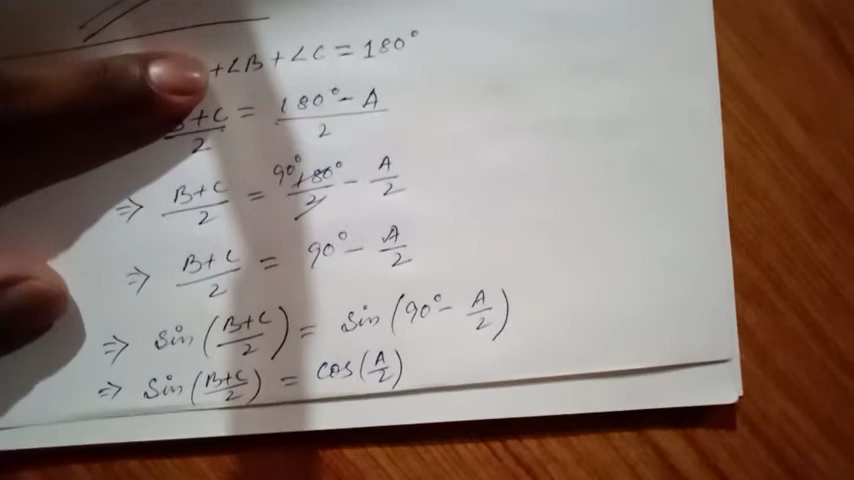 +∠B+∠C = 180°
B+C/2 = 180°-A/2
⇒ B+C/2 = 90° 180°/2 - A/2
⇒ B+C/2 = 90° - A/2
⇒ sin(B+C/2) = sin(90° - A/2)
⇒ sin(B+C/2) = cos(A/2)